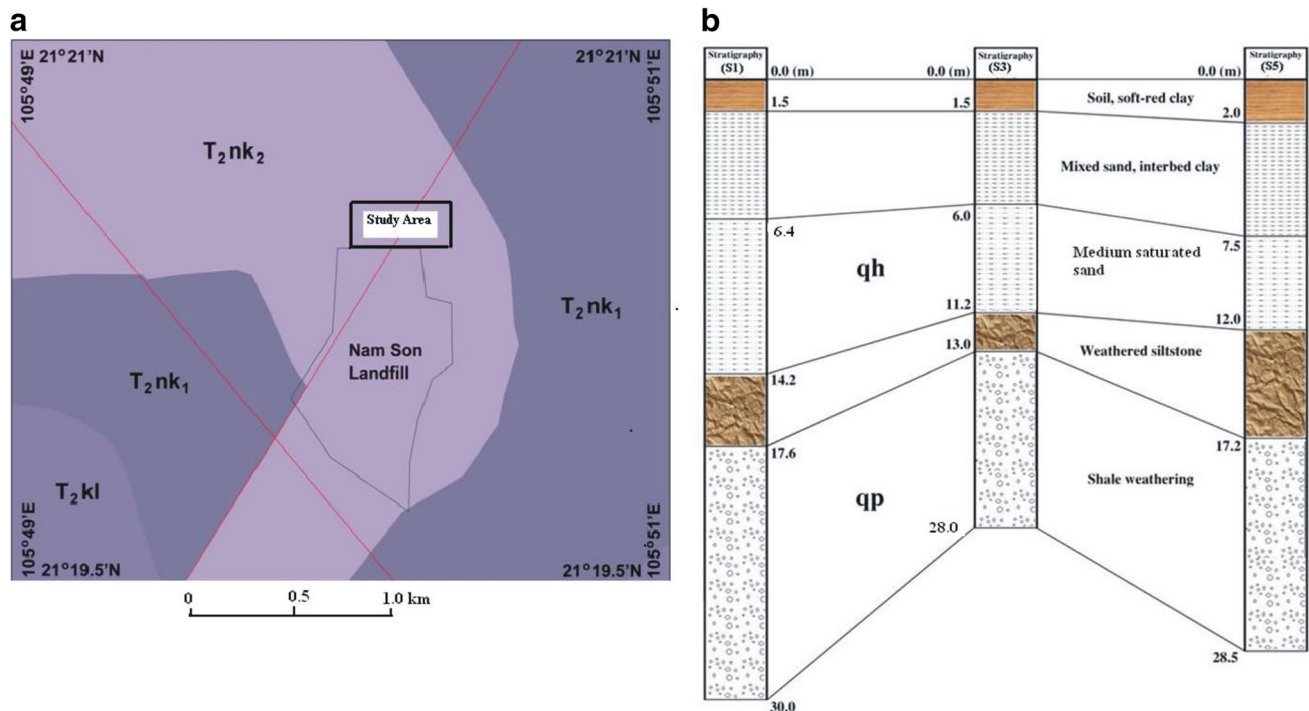 a
21°21'N
21°21'N
105°49'E
105°51'E
T2nk2
Study Area
T2nk1
Nam Son
Landfill
T2nk1
T2kl
105°49'E
105°51'E
21°19.5'N
21°19.5'N
0
0.5
1.0 km
b
Stratigraphy
(S1)
0.0 (m)
0.0 (m)
Stratigraphy
(S3)
0.0 (m)
Stratigraphy
(S5)
1.5
1.5
Soil, soft-red clay
2.0
Mixed sand, interbed clay
6.4
6.0
7.5
Medium saturated
sand
qh
11.2
12.0
13.0
Weathered siltstone
14.2
17.6
17.2
qp
Shale weathering
28.0
28.5
30.0